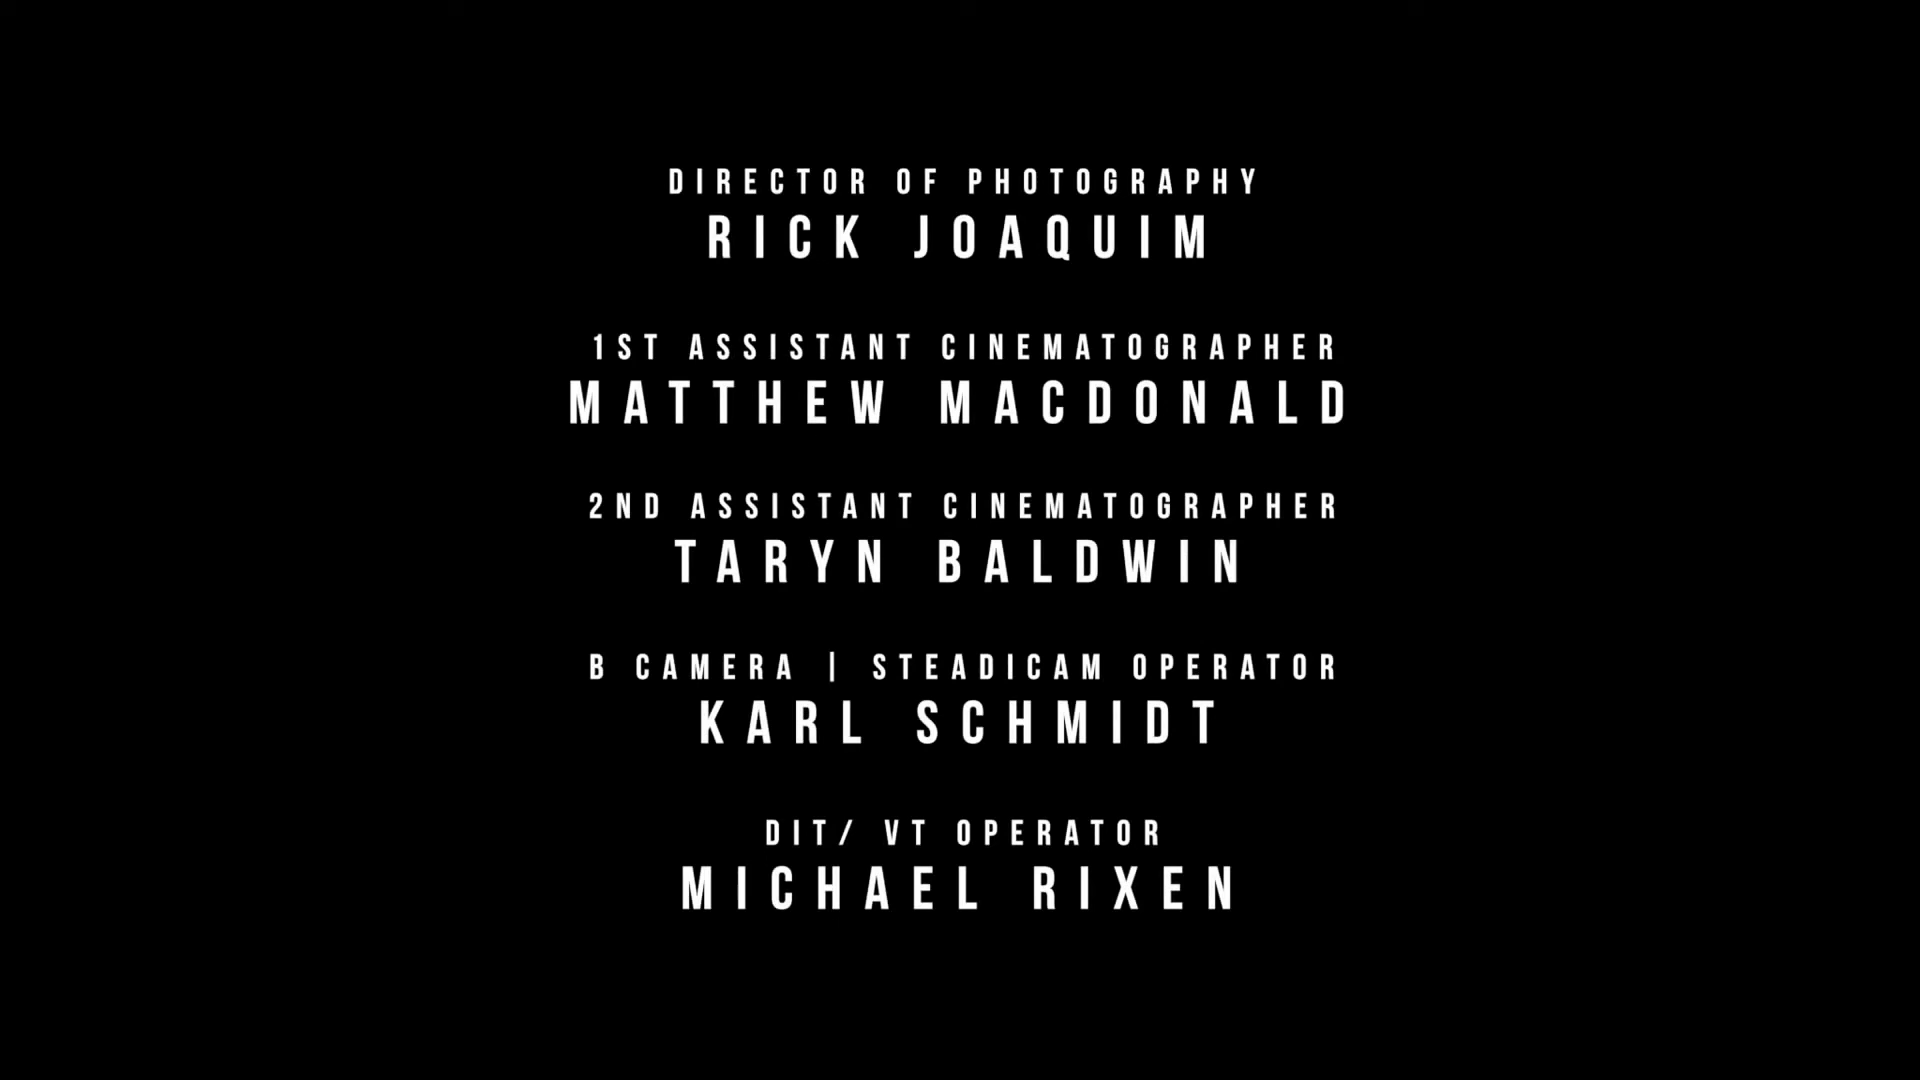 DIRECTOR OF PHOTOGRAPHY
RICK JOAQUIM
1ST ASSISTANT CINEMATOGRAPHER
MATTHEW MACDONALD
2ND ASSISTANT CINEMATOGRAPHER
TARYN BALDWIN
B CAMERA | STEADICAM OPERATOR
KARL SCHMIDT
DIT/ VT OPERATOR
MICHAEL RIXEN